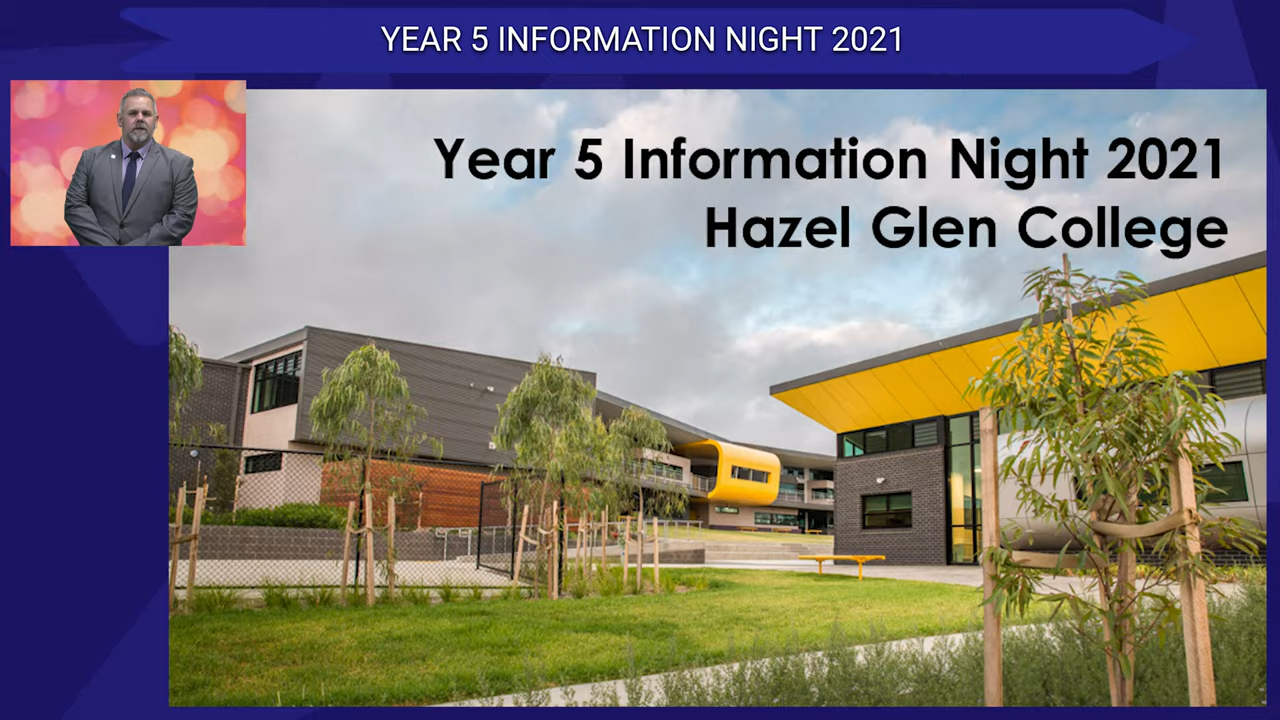 YEAR 5 INFORMATION NIGHT 2021
Year 5 Information Night 2021
Hazel Glen College